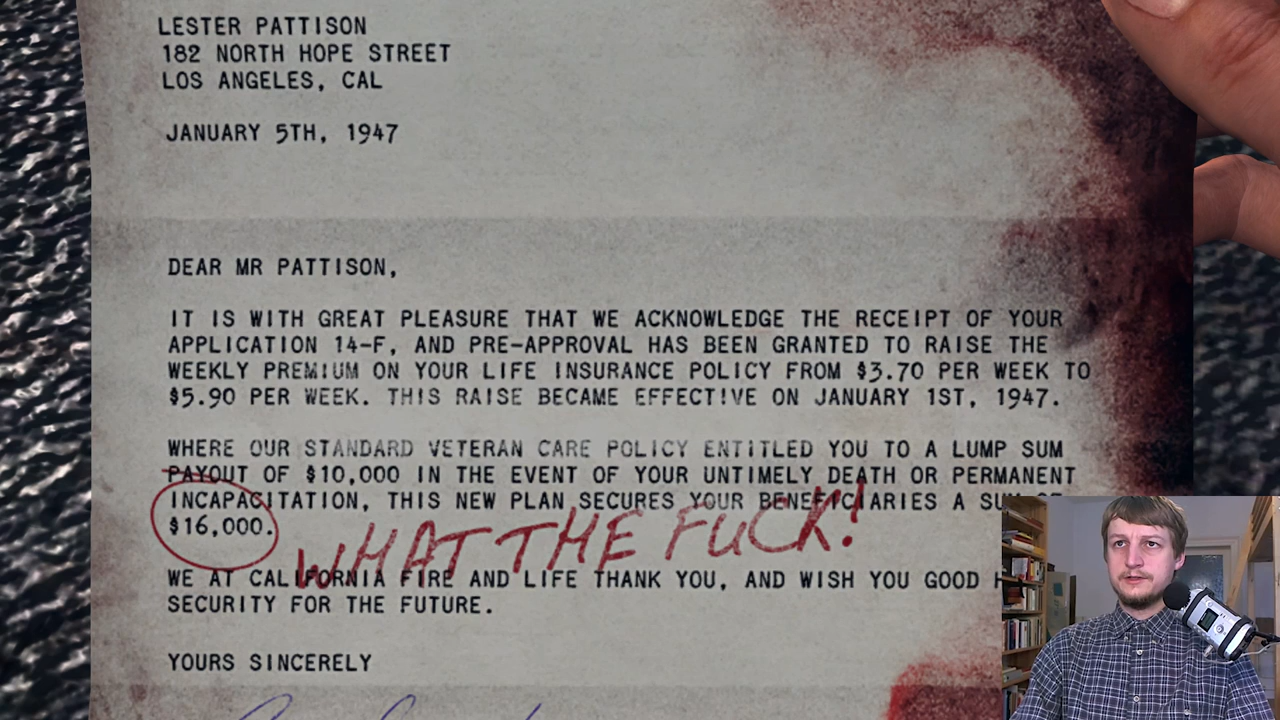 LESTER PATTISON
182 NORTH HOPE STREET
LOS ANGELES, CAL
JANUARY 5TH, 1947
DEAR MR PATTISON,
IT IS WITH GREAT PLEASURE THAT WE ACKNOWLEDGE THE RECEIPT OF YOUR
APPLICATION 14-F, AND PRE-APPROVAL HAS BEEN GRANTED TO RAISE THE
WEEKLY PREMIUM ON YOUR LIFE INSURANCE POLICY FROM $3.70 PER WEEK TO
$5.90 PER WEEK. THIS RAISE BECAME EFFECTIVE ON JANUARY 1ST, 1947.
WHERE OUR STANDARD VETERAN CARE POLICY ENTITLED YOU TO A LUMP SUM
PAYOUT OF $10,000 IN THE EVENT OF YOUR UNTIMELY DEATH OR PERMANENT
INCAPACITATION, THIS NEW PLAN SECURES YOUR BENEFICIARIES A SUM OF
$16,000.
WHAT THE FUCK!
WE AT CALIFORNIA FIRE AND LIFE THANK YOU, AND WISH YOU GOOD
SECURITY FOR THE FUTURE.
YOURS SINCERELY